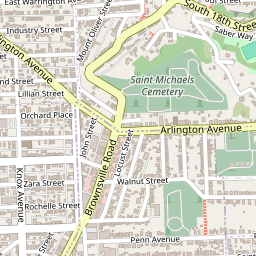 East Warrington Avenue
Industry Street
Mount Oliver Street
South 18th Street
Saber Way
Arlington Avenue
Saint Michaels
Cemetery
Lillian Street
Orchard Place
John Street
Arlington Avenue
Locust Street
Brownsville Road
Walnut Street
Knox Avenue
Zara Street
Rochelle Street
Penn Avenue